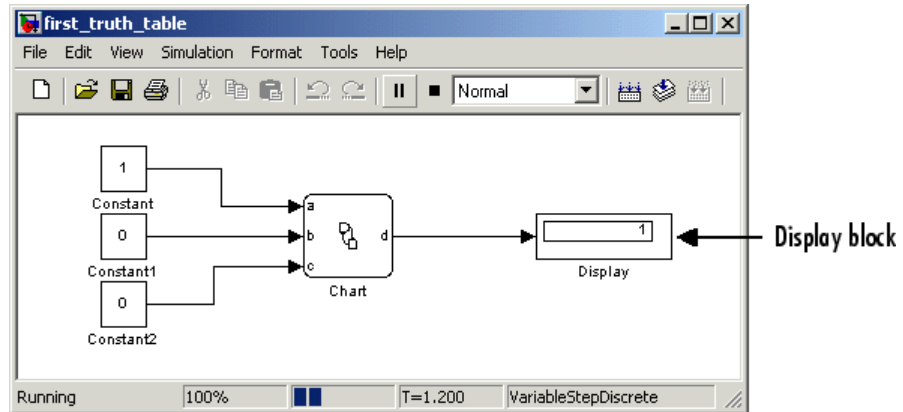 first_truth_table
File Edit View Simulation Format Tools Help
Normal
1
Constant
0
Constant1
0
Constant2
a
b
c
d
Chart
1
Display
Display block
Running 100% T=1.200 VariableStepDiscrete